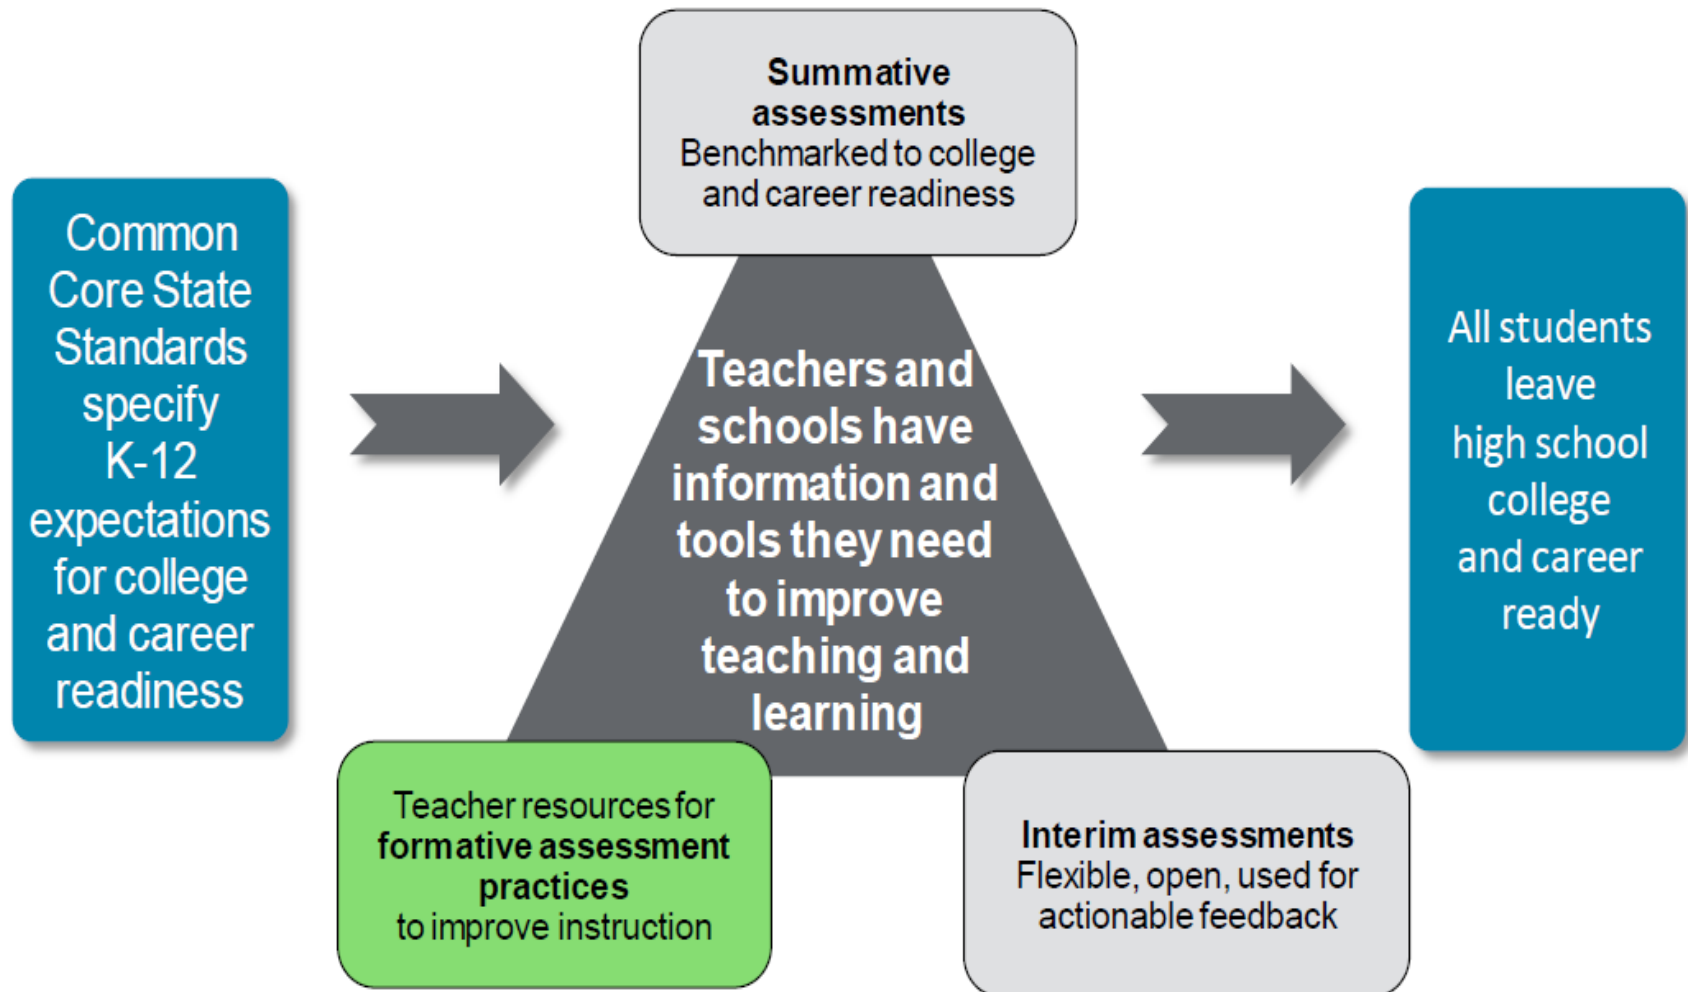 Common
Core State
Standards
specify
K-12
expectations
for college
and career
readiness
Summative
assessments
Benchmarked to college
and career readiness
Teachers and
schools have
information and
tools they need
to improve
teaching and
learning
Teacher resources for
formative assessment
practices
to improve instruction
Interim assessments
Flexible, open, used for
actionable feedback
All students
leave
high school
college
and career
ready